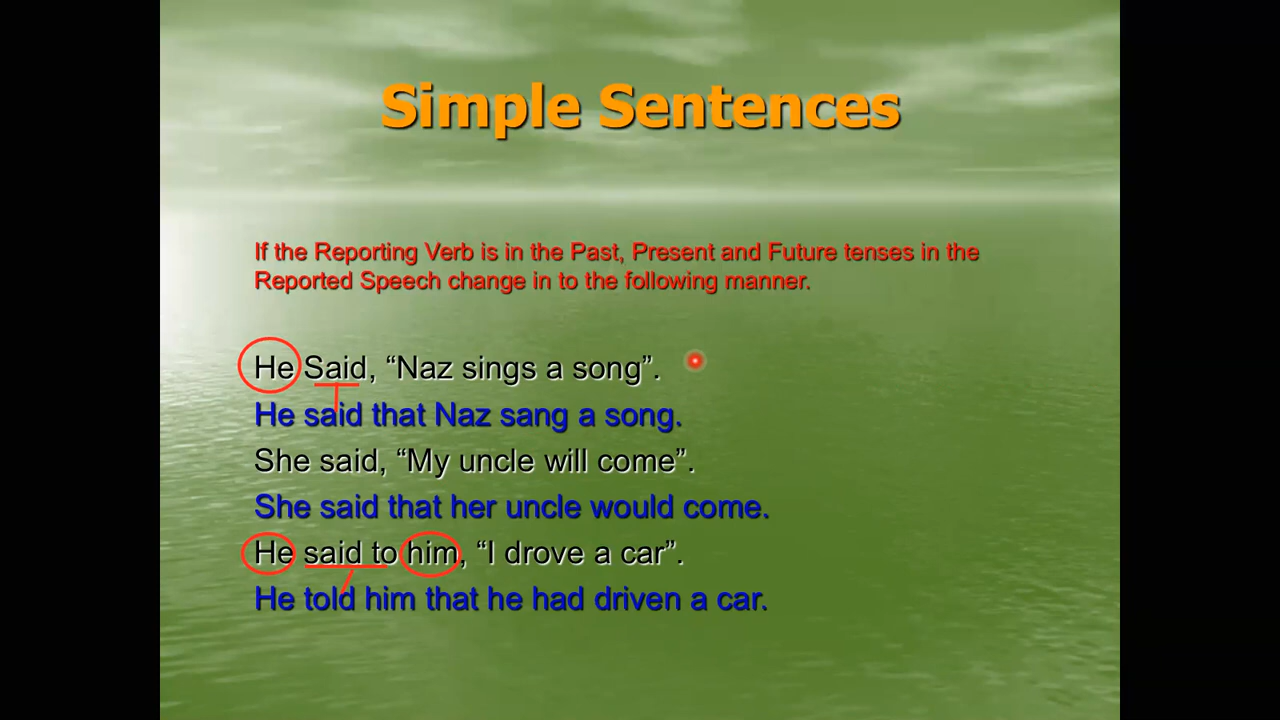 Simple Sentences
If the Reporting Verb is in the Past, Present and Future tenses in the
Reported Speech change in to the following manner.
He Said, “Naz sings a song”.
He said that Naz sang a song.
She said, “My uncle will come”.
She said that her uncle would come.
He said to him, “I drove a car”.
He told him that he had driven a car.